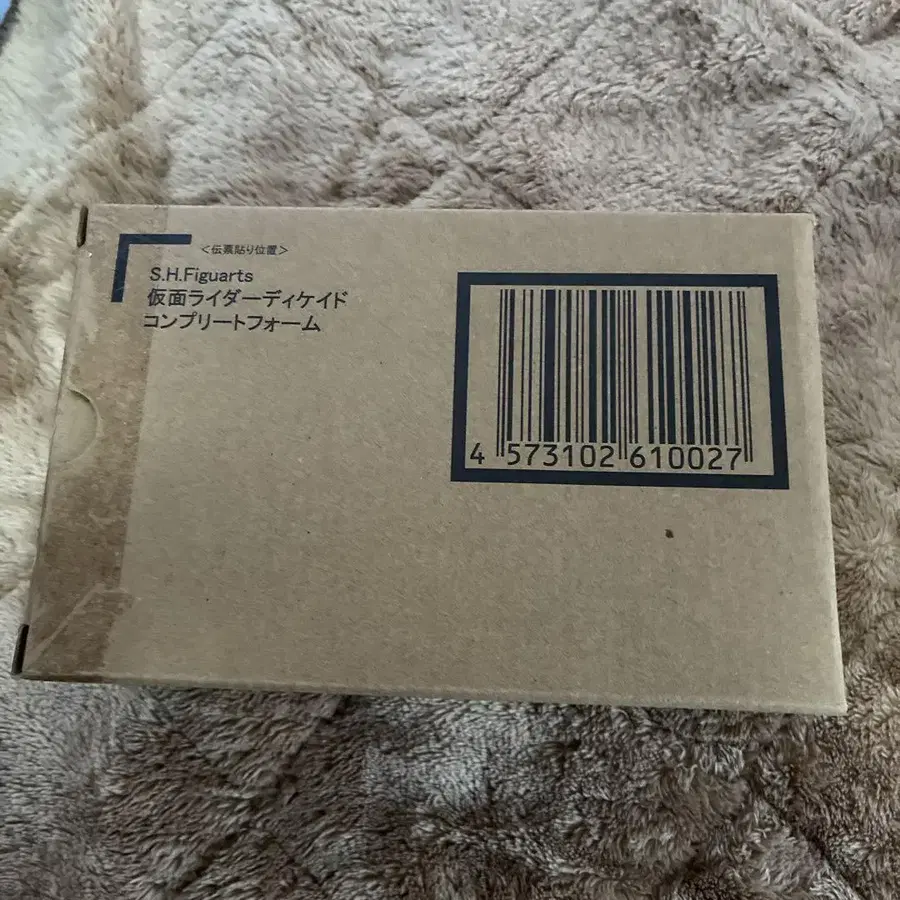 <伝票貼り位置>
S.H.Figuarts
仮面ライダーディケイド
コンプリートフォーム
4 573102 610027